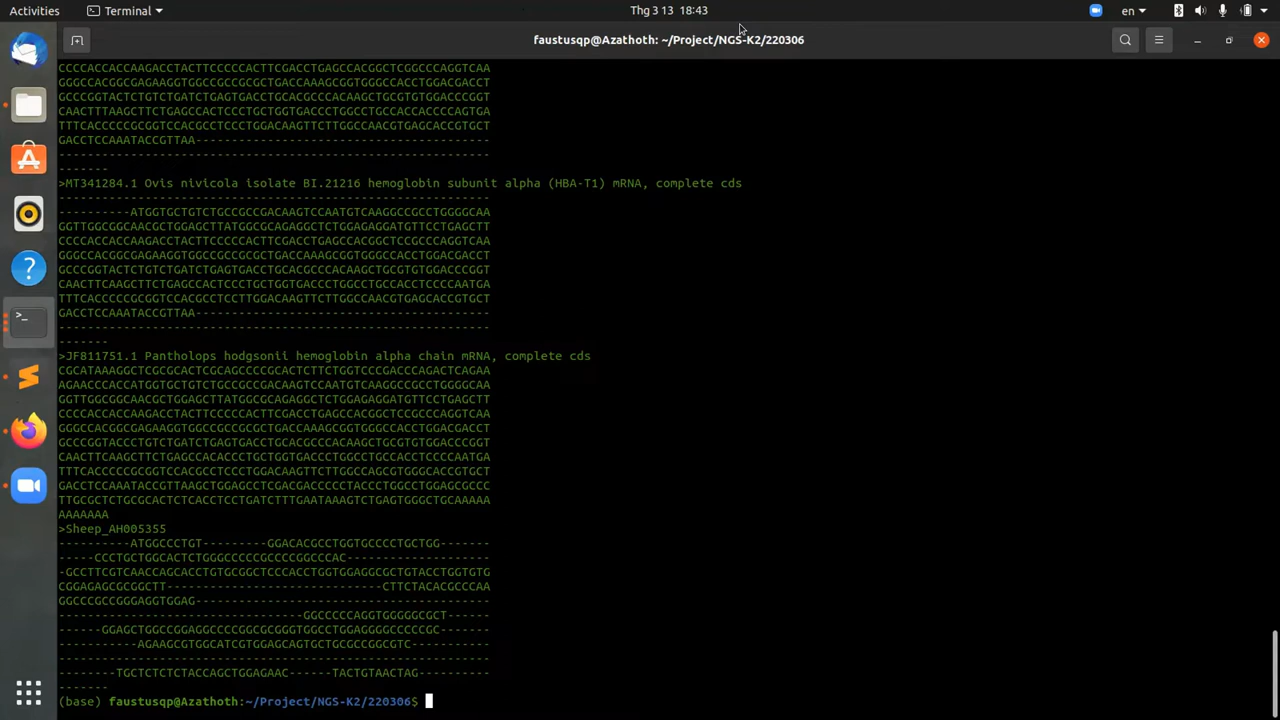 Activities
Terminal
Thg 3 13 18:43
en
faustusqp@Azathoth: ~/Project/NGS-K2/220306
CCCCACCACCAAGACCTACTTCCCCCACTTCGACCTGAGCCACGGCTCGGCCCAGGTCAA
GGGCCACGGCGAGAAGGTGGCCGCCGCGCTGACCAAAGCGGTGGGCCACCTGGACGACCT
GCCCGGTACTCTGTCTGATCTGAGTGACCTGCACGCCCACAAGCTGCGTGTGGACCCGGT
CAACTTTAAGCTTCTGAGCCACTCCCTGCTGGTGACCCTGGCCTGCCACCACCCCAGTGA
TTTCACCCCCGCGGTCCACGCCTCCCTGGACAAGTTCTTGGCCAACGTGAGCACCGTGCT
GACCTCCAAATACCGTTAA-----------------------------------------
------------------------------------------------------------
-------
>MT341284.1 Ovis nivicola isolate BI.21216 hemoglobin subunit alpha (HBA-T1) mRNA, complete cds
------------------------------------------------------------
----------ATGGTGCTGTCTGCCGCCGACAAGTCCAATGTCAAGGCCGCCTGGGGCAA
GGTTGGCGGCAACGCTGGAGCTTATGGCGCAGAGGCTCTGGAGAGGATGTTCCTGAGCTT
CCCCACCACCAAGACCTACTTCCCCCACTTCGACCTGAGCCACGGCTCCGCCCAGGTCAA
GGGCCACGGCGAGAAGGTGGCCGCCGCGCTGACCAAAGCGGTGGGCCACCTGGACGACCT
GCCCGGTACTCTGTCTGATCTGAGTGACCTGCACGCCCACAAGCTGCGTGTGGACCCGGT
CAACTTCAAGCTTCTGAGCCACTCCCTGCTGGTGACCCTGGCCTGCCACCTCCCCAATGA
TTTCACCCCCGCGGTCCACGCCTCCTTGGACAAGTTCTTGGCCAACGTGAGCACCGTGCT
GACCTCCAAATACCGTTAA-----------------------------------------
------------------------------------------------------------
-------
>JF811751.1 Pantholops hodgsonii hemoglobin alpha chain mRNA, complete cds
CGCATAAAGGCTCGCGCACTCGCAGCCCCGCACTCTTCTGGTCCCGACCCAGACTCAGAA
AGAACCCACCATGGTGCTGTCTGCCGCCGACAAGTCCAATGTCAAGGCCGCCTGGGGCAA
GGTTGGCGGCAACGCTGGAGCTTATGGCGCAGAGGCTCTGGAGAGGATGTTCCTGAGCTT
CCCCACCACCAAGACCTACTTCCCCCACTTCGACCTGAGCCACGGCTCCGCCCAGGTCAA
GGGCCACGGCGAGAAGGTGGCCGCCGCGCTGACCAAAGCGGTGGGCCACCTGGACGACCT
GCCCGGTACCCTGTCTGATCTGAGTGACCTGCACGCCCACAAGCTGCGTGTGGACCCGGT
CAACTTCAAGCTTCTGAGCCACACCCTGCTGGTGACCCTGGCCTGCCACCTCCCCAATGA
TTTCACCCCCGCGGTCCACGCCTCCCTGGACAAGTTCTTGGCCAGCGTGGGCACCGTGCT
GACCTCCAAATACCGTTAAGCTGGAGCCTCGACGACCCCCTACCCTGGCCTGGAGCGCCC
TTGCGCTCTGCGCACTCTCACCTCCTGATCTTTGAATAAAGTCTGAGTGGGCTGCAAAAA
AAAAAAA
>Sheep_AH005355
----------ATGGCCCTGT---------GGACACGCCTGGTGCCCCTGCTGG-------
-----CCCTGCTGGCACTCTGGGCCCCCGCCCCGGCCCAC--------------------
-GCCTTCGTCAACCAGCACCTGTGCGGCTCCCACCTGGTGGAGGCGCTGTACCTGGTGTG
CGGAGAGCGCGGCTT------------------------------CTTCTACACGCCCAA
GGCCCGCCGGGAGGTGGAG-----------------------------------------
----------------------------------GGCCCCCAGGTGGGGGCGCT------
------GGAGCTGGCCGGAGGCCCCGGCGCGGGTGGCCTGGAGGGGCCCCCGC-------
-----------AGAAGCGTGGCATCGTGGAGCAGTGCTGCGCCGGCGTC-----------
------------------------------------------------------------
--------TGCTCTCTCTACCAGCTGGAGAAC------TACTGTAACTAG----------
-------
(base) faustusqp@Azathoth:~/Project/NGS-K2/220306$